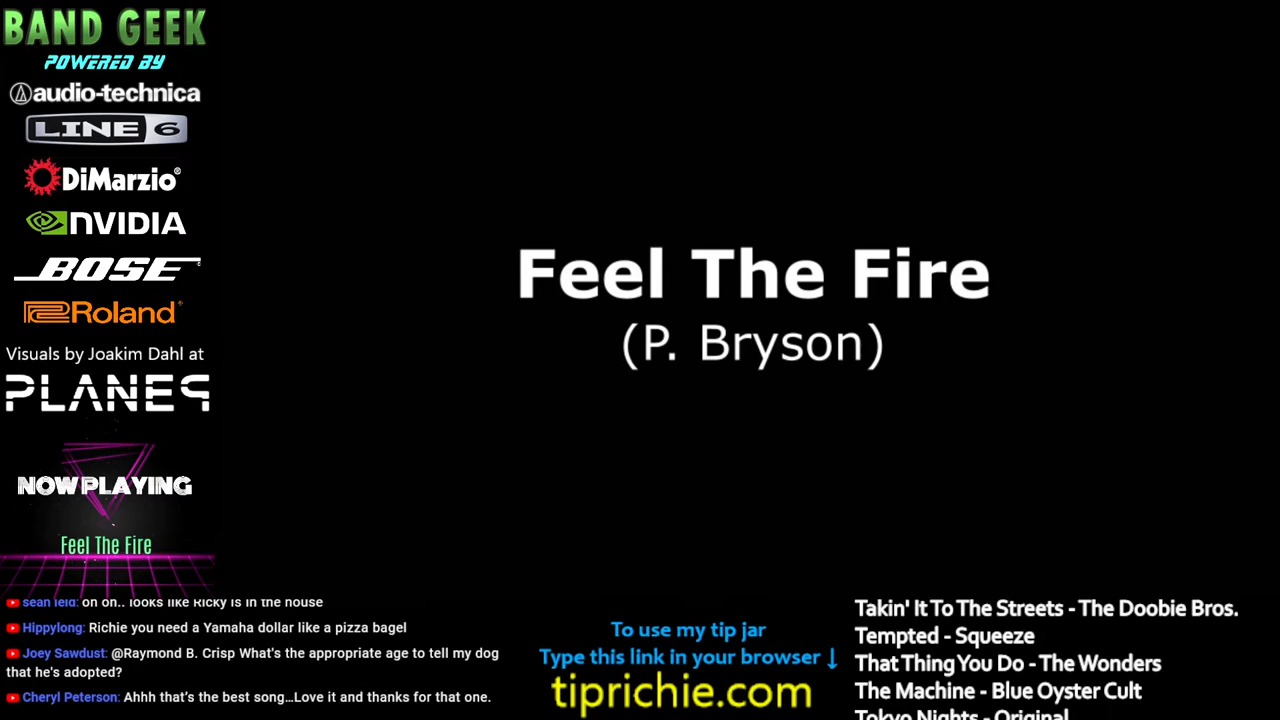 BAND GEEK
POWERED BY
audio-technica
LINE 6
DiMarzio®
NVIDIA
BOSE
Roland®
Visuals by Joakim Dahl at
PLANE9
NOW PLAYING
Feel The Fire
Feel The Fire
(P. Bryson)
sean feid: oh oh.. looks like Ricky is in the house
Hippylong: Richie you need a Yamaha dollar like a pizza bagel
Joey Sawdust: @Raymond B. Crisp What's the appropriate age to tell my dog
that he's adopted?
Cheryl Peterson: Ahhh that's the best song...Love it and thanks for that one.
To use my tip jar
Type this link in your browser ↓
tiprichie.com
Takin' It To The Streets - The Doobie Bros.
Tempted - Squeeze
That Thing You Do - The Wonders
The Machine - Blue Oyster Cult
Tokyo Nights - Original